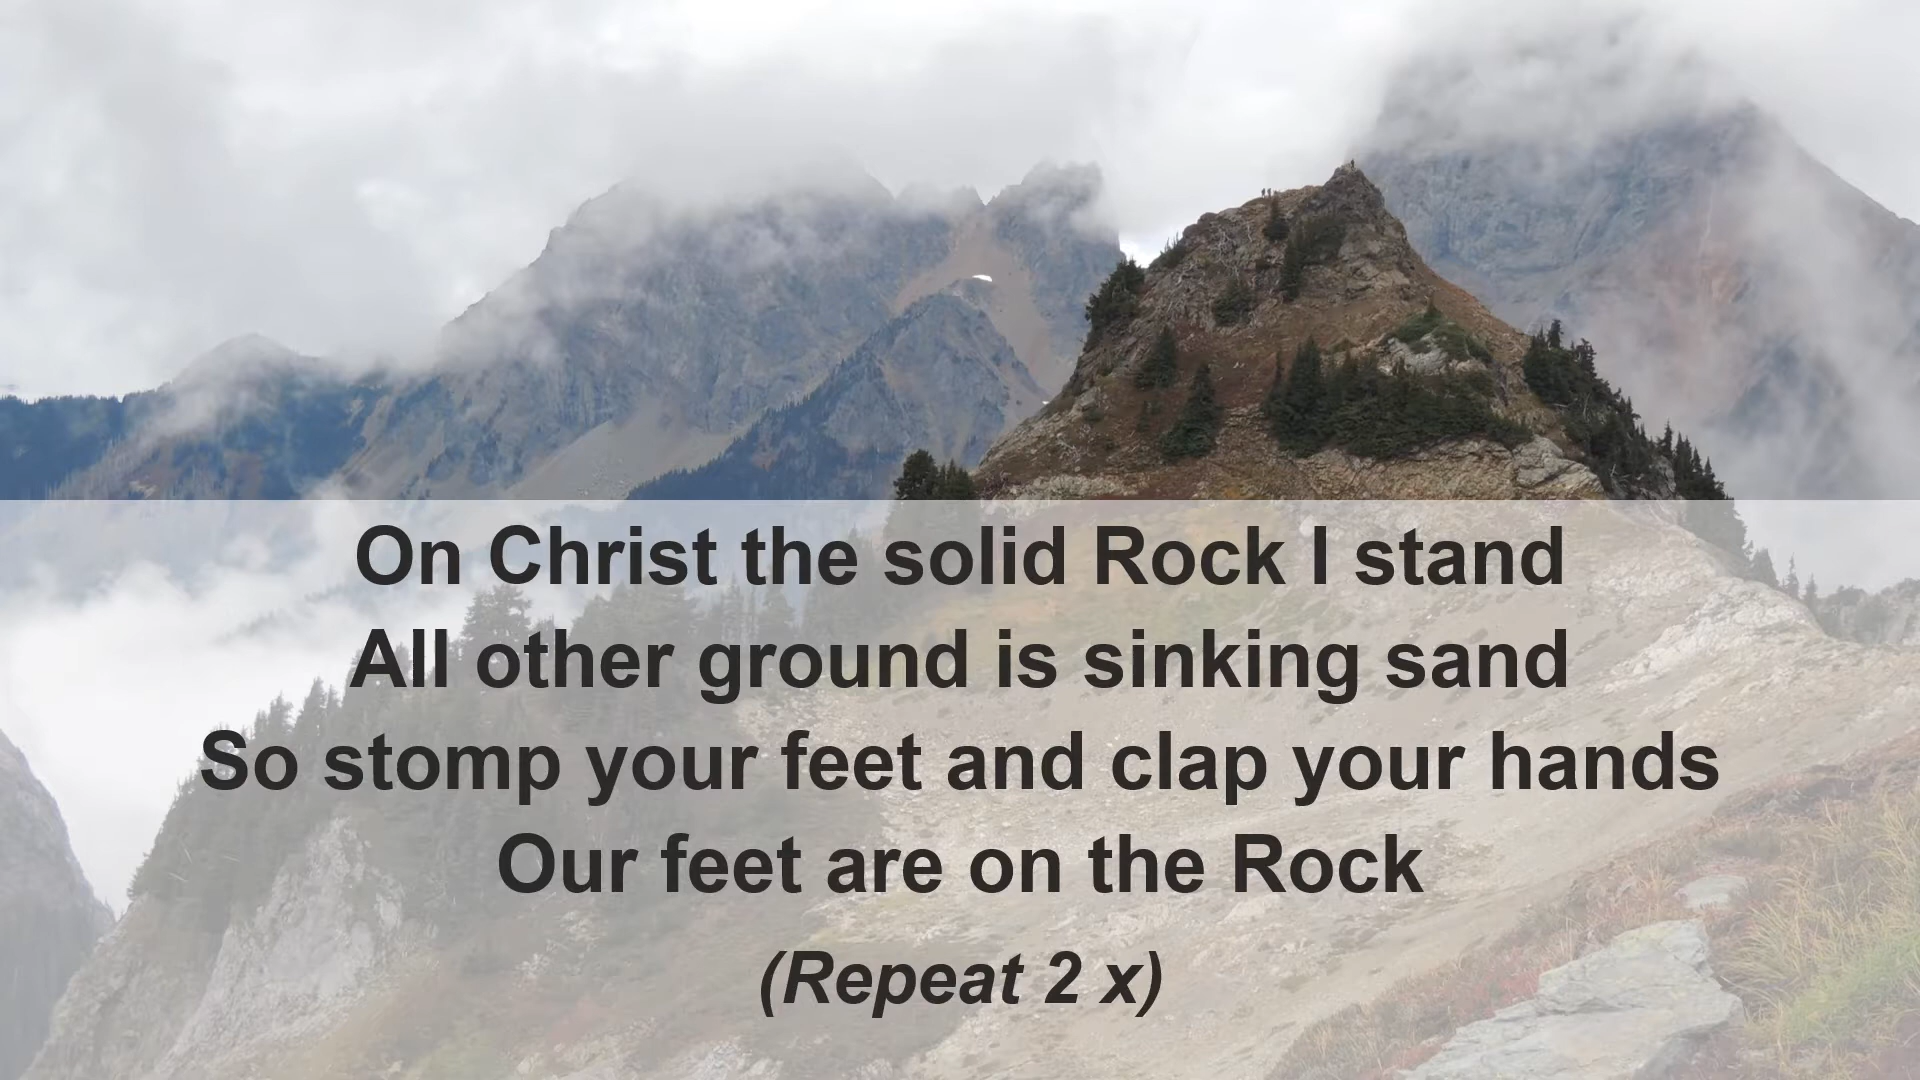 On Christ the solid Rock I stand
All other ground is sinking sand
So stomp your feet and clap your hands
Our feet are on the Rock
(Repeat 2 x)